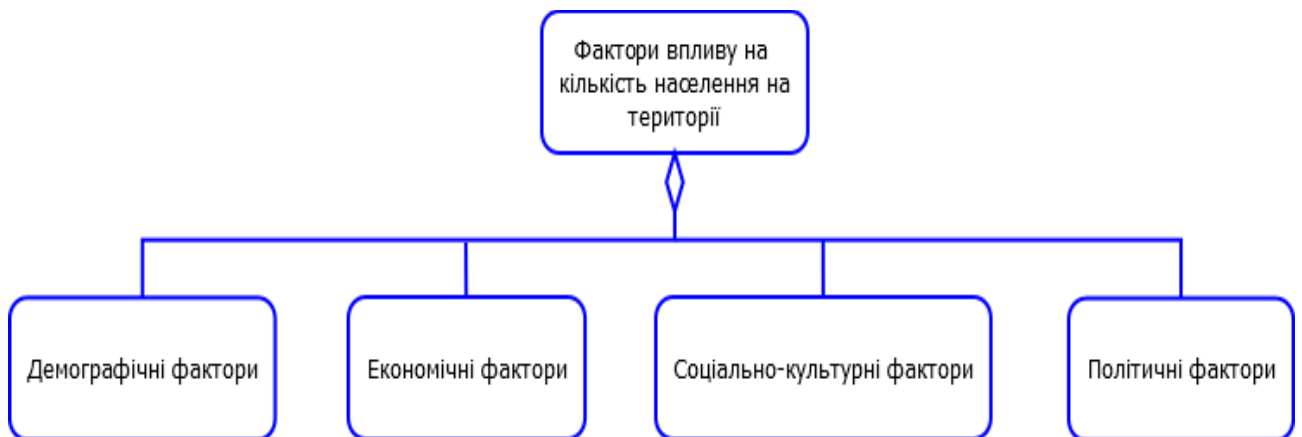 Фактори впливу на
кількість населення на
території
Демографічні фактори
Економічні фактори
Соціально-культурні фактори
Політичні фактори